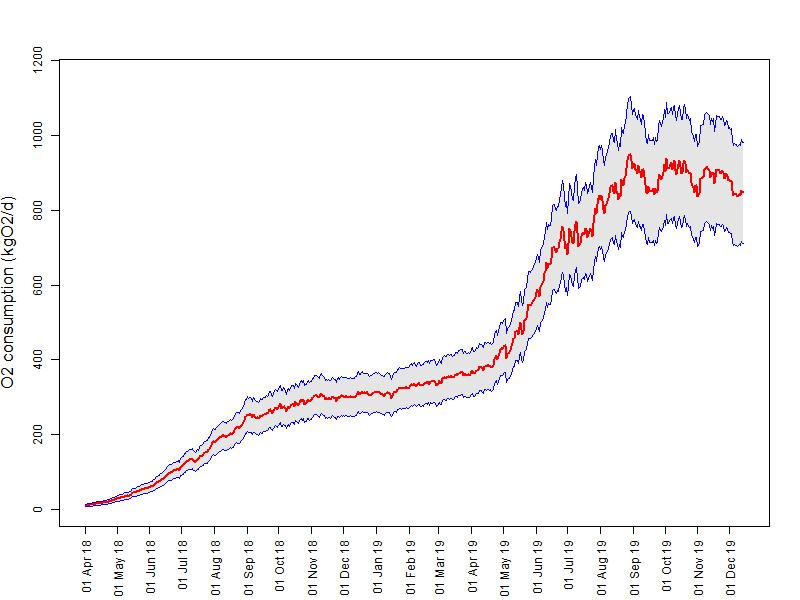 O2 consumption (kgO2/d)
1200
1000
800
600
400
200
0
01 Apr 18
01 May 18
01 Jun 18
01 Jul 18
01 Aug 18
01 Sep 18
01 Oct 18
01 Nov 18
01 Dec 18
01 Jan 19
01 Feb 19
01 Mar 19
01 Apr 19
01 May 19
01 Jun 19
01 Jul 19
01 Aug 19
01 Sep 19
01 Oct 19
01 Nov 19
01 Dec 19